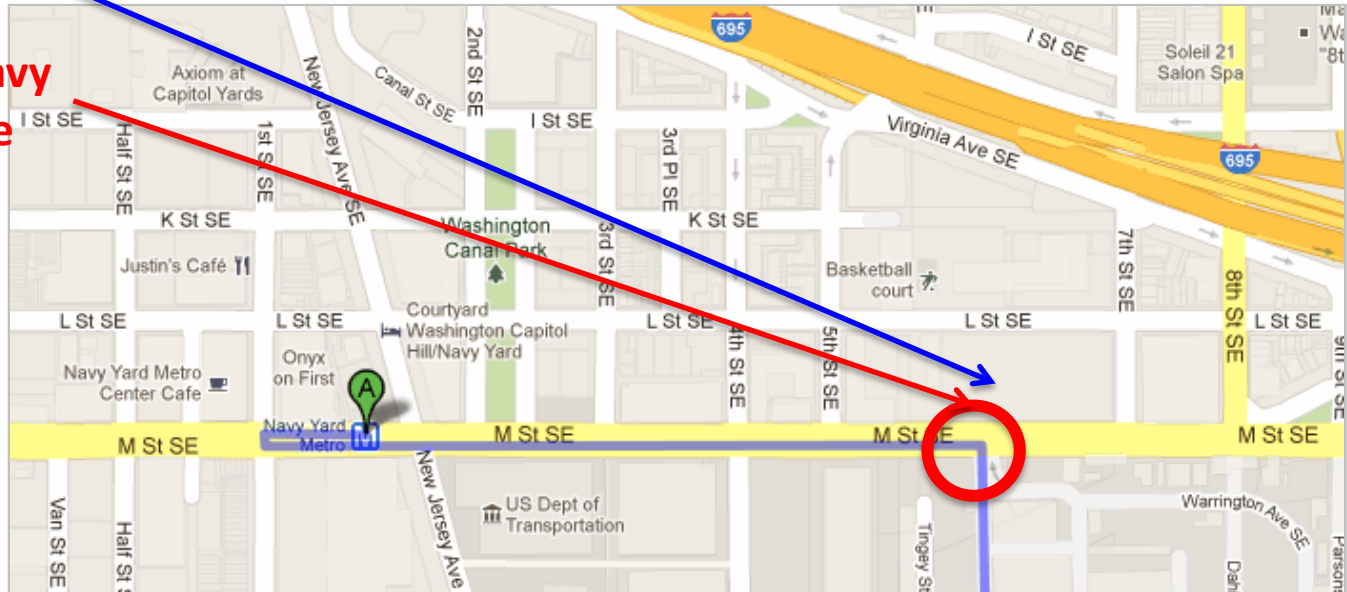 695
I St SE
Soleil 21
Salon Spa
Axiom at
Capitol Yards
New Jersey Ave SE
Canal St SE
2nd St SE
I St SE
I St SE
Half St SE
1st St SE
3rd Pl SE
Virginia Ave SE
695
K St SE
K St SE
Washington
Canal Park
3rd St SE
7th St SE
Justin's Café
Basketball
court
8th St SE
L St SE
L St SE
Courtyard
Washington Capitol
Hill/Navy Yard
L St SE
4th St SE
5th St SE
L St SE
L St SE
Onyx
on First
Navy Yard Metro
Center Cafe
A
Navy Yard
Metro
M
M St SE
M St SE
M St SE
M St SE
New Jersey Ave
US Dept of
Transportation
Van St SE
Half St
Tingey St
Warrington Ave SE
Parsons